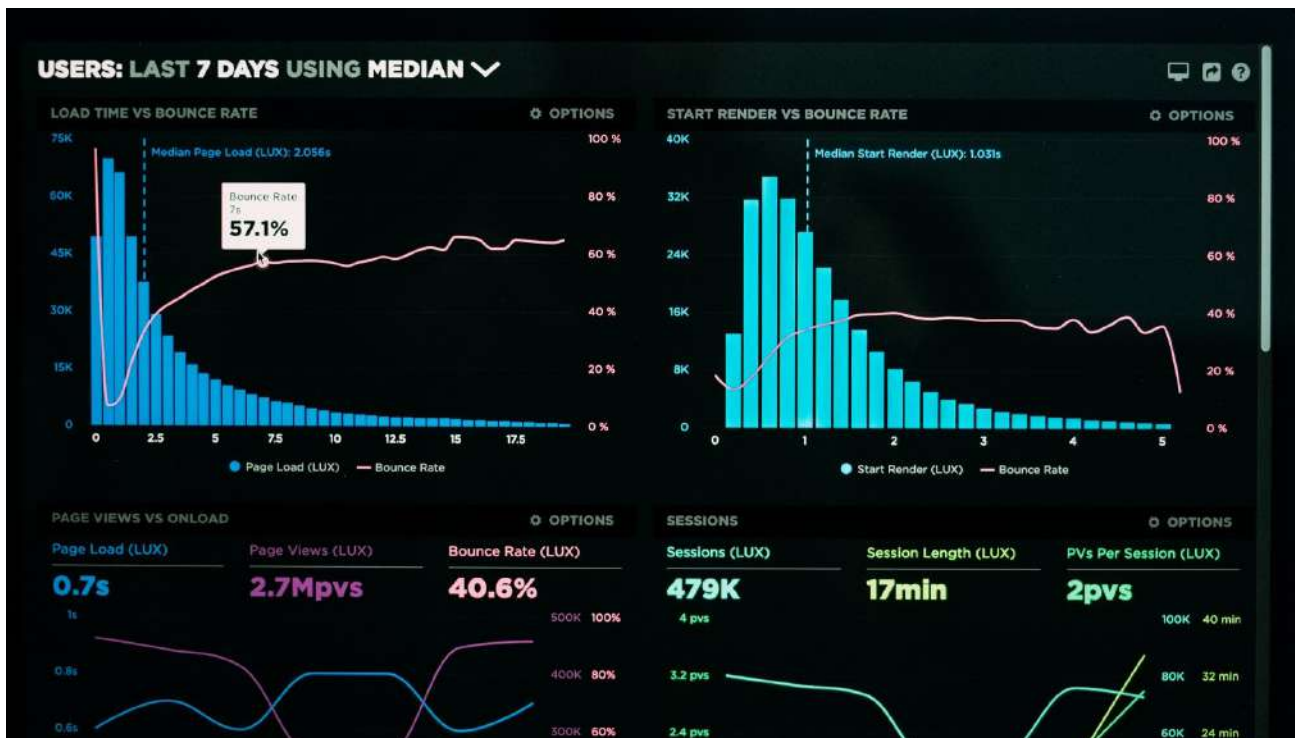 USERS: LAST 7 DAYS USING MEDIAN
LOAD TIME VS BOUNCE RATE
OPTIONS
75K
60K
45K
30K
15K
0
100 %
80 %
60 %
40 %
20 %
0 %
Median Page Load (LUX): 2.056s
Bounce Rate
7s
57.1%
0 2.5 5 7.5 10 12.5 15 17.5
Page Load (LUX) Bounce Rate
START RENDER VS BOUNCE RATE
OPTIONS
40K
32K
24K
16K
8K
0
100 %
80 %
60 %
40 %
20 %
0 %
Median Start Render (LUX): 1.031s
0 1 2 3 4 5
Start Render (LUX) Bounce Rate
PAGE VIEWS VS ONLOAD
OPTIONS
Page Load (LUX) Page Views (LUX) Bounce Rate (LUX)
0.7s 2.7Mpvs 40.6%
1s 500K 100%
0.8s 400K 80%
0.6s 300K 60%
SESSIONS
OPTIONS
Sessions (LUX) Session Length (LUX) PVs Per Session (LUX)
479K 17min 2pvs
4 pvs 100K 40 min
3.2 pvs 80K 32 min
2.4 pvs 60K 24 min